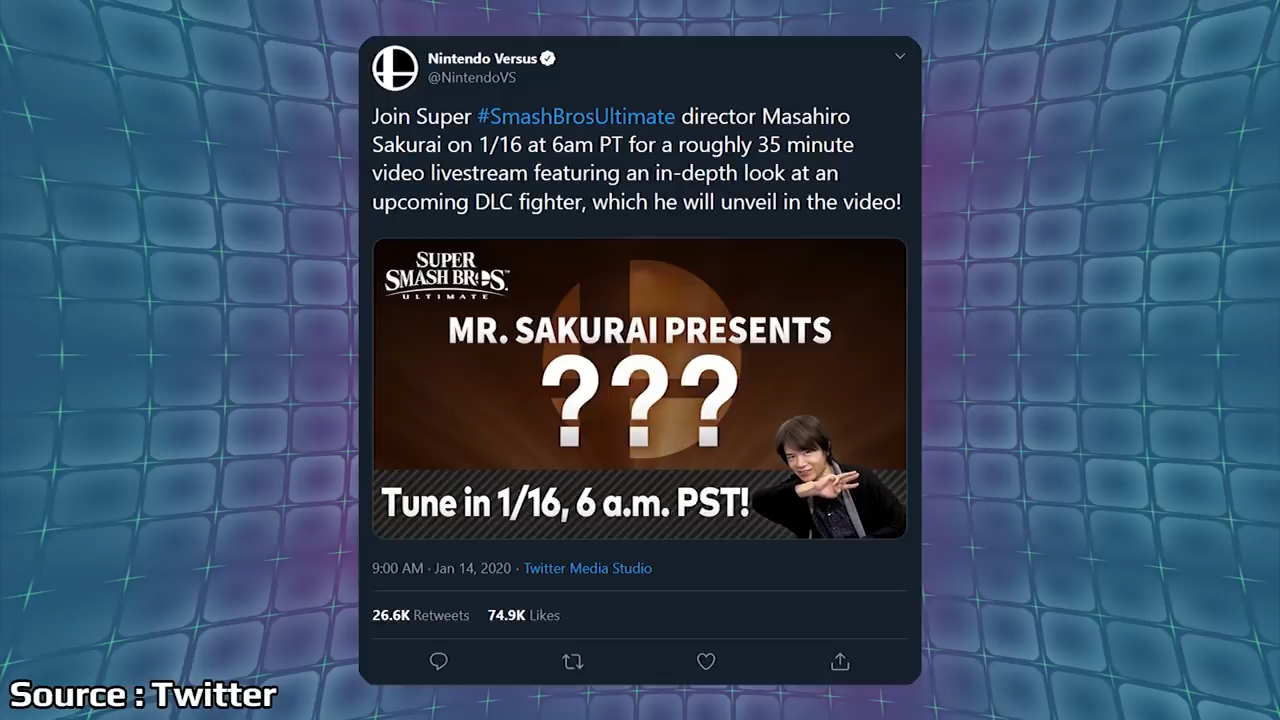 Nintendo Versus
@NintendoVS
Join Super #SmashBrosUltimate director Masahiro
Sakurai on 1/16 at 6am PT for a roughly 35 minute
video livestream featuring an in-depth look at an
upcoming DLC fighter, which he will unveil in the video!
SUPER
SMASH BROS.™
ULTIMATE
MR. SAKURAI PRESENTS
???
Tune in 1/16, 6 a.m. PST!
9:00 AM · Jan 14, 2020 · Twitter Media Studio
26.6K Retweets 74.9K Likes
Source : Twitter